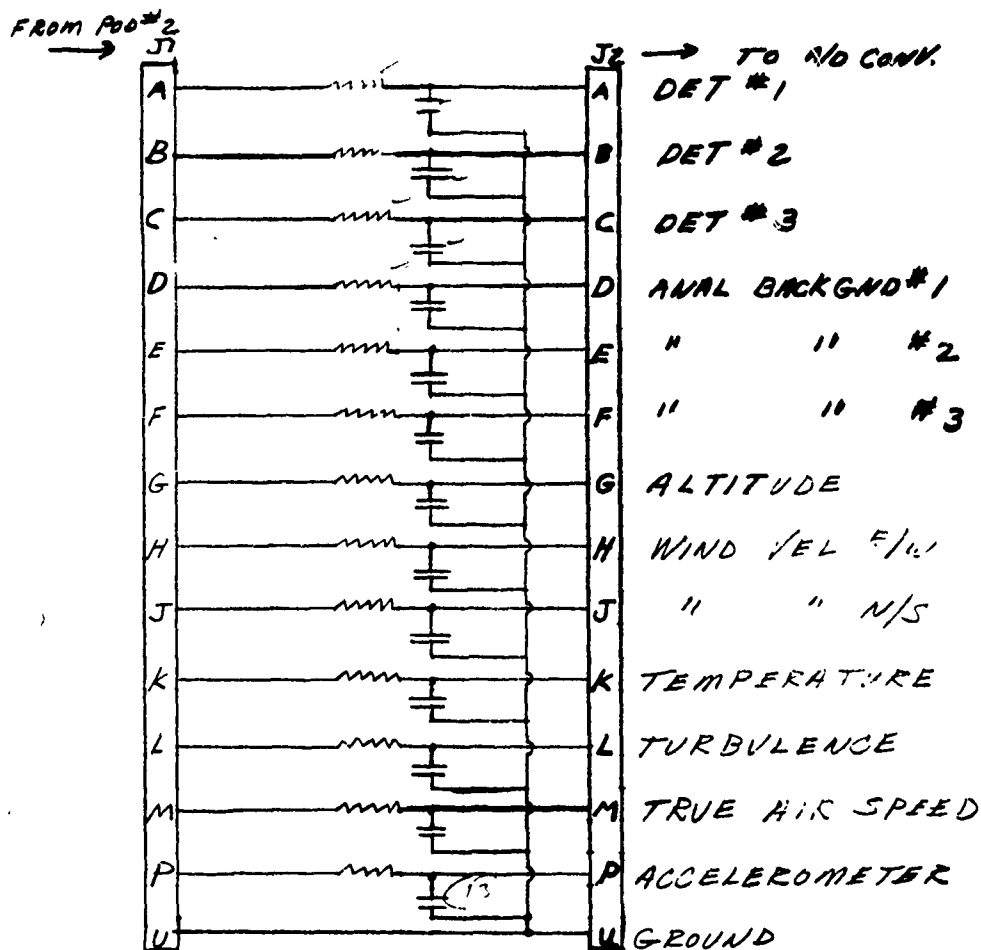 FROM POD #2
J1
J2 → TO A/D CONV.
A A DET #1
B B DET #2
C C DET #3
D D ANAL BACKGND #1
E E " " #2
F F " " #3
G G ALTITUDE
H H WIND VEL E/W
J J " " N/S
K K TEMPERATURE
L L TURBULENCE
M M TRUE AIR SPEED
P P ACCELEROMETER
13
U U GROUND